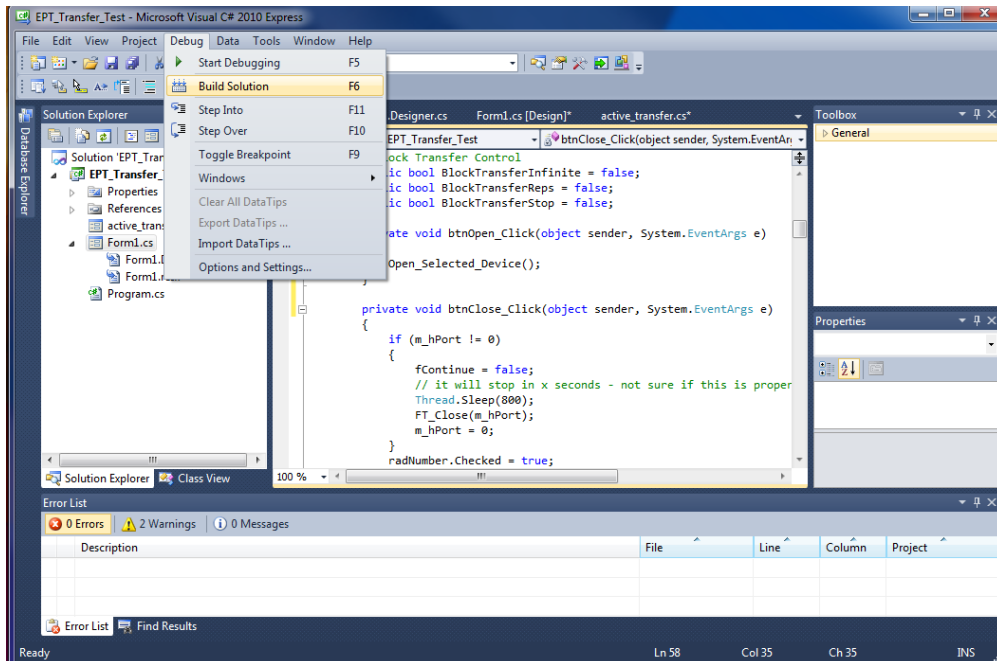 EPT_Transfer_Test - Microsoft Visual C# 2010 Express
File Edit View Project Debug Data Tools Window Help
Start Debugging F5
Build Solution F6
Step Into F11
Step Over F10
Toggle Breakpoint F9
Windows
Clear All DataTips
Export DataTips ...
Import DataTips ...
Options and Settings...
Database Explorer
Solution Explorer
Solution 'EPT_Tran
EPT_Transfer_
Properties
References
active_trans
Form1.cs
Form1.D
Form1.r
Program.cs
Solution Explorer Class View
.Designer.cs Form1.cs [Design]* active_transfer.cs*
EPT_Transfer_Test btnClose_Click(object sender, System.EventArg
ock Transfer Control
ic bool BlockTransferInfinite = false;
ic bool BlockTransferReps = false;
ic bool BlockTransferStop = false;
ate void btnOpen_Click(object sender, System.EventArgs e)
Open_Selected_Device();
}
private void btnClose_Click(object sender, System.EventArgs e)
{
if (m_hPort != 0)
{
fContinue = false;
// it will stop in x seconds - not sure if this is proper
Thread.Sleep(800);
FT_Close(m_hPort);
m_hPort = 0;
}
radNumber.Checked = true;
100 %
Toolbox
General
Properties
Error List
0 Errors 2 Warnings 0 Messages
Description File Line Column Project
Error List Find Results
Ready Ln 58 Col 35 Ch 35 INS